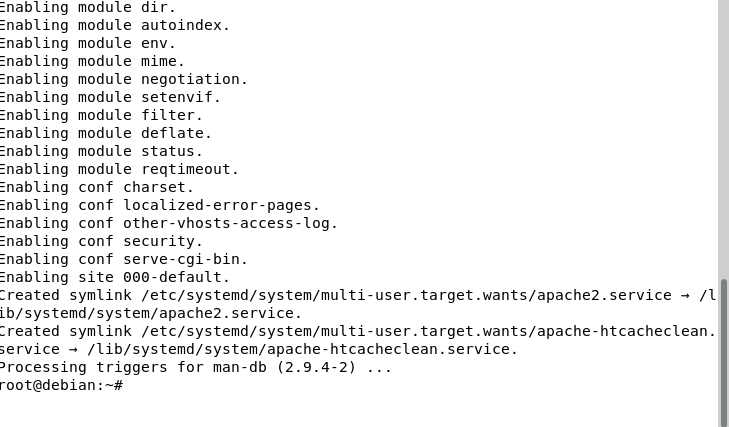 Enabling module dir.
Enabling module autoindex.
Enabling module env.
Enabling module mime.
Enabling module negotiation.
Enabling module setenvif.
Enabling module filter.
Enabling module deflate.
Enabling module status.
Enabling module reqtimeout.
Enabling conf charset.
Enabling conf localized-error-pages.
Enabling conf other-vhosts-access-log.
Enabling conf security.
Enabling conf serve-cgi-bin.
Enabling site 000-default.
Created symlink /etc/systemd/system/multi-user.target.wants/apache2.service → /l
ib/systemd/system/apache2.service.
Created symlink /etc/systemd/system/multi-user.target.wants/apache-htcacheclean.
service → /lib/systemd/system/apache-htcacheclean.service.
Processing triggers for man-db (2.9.4-2) ...
root@debian:~#